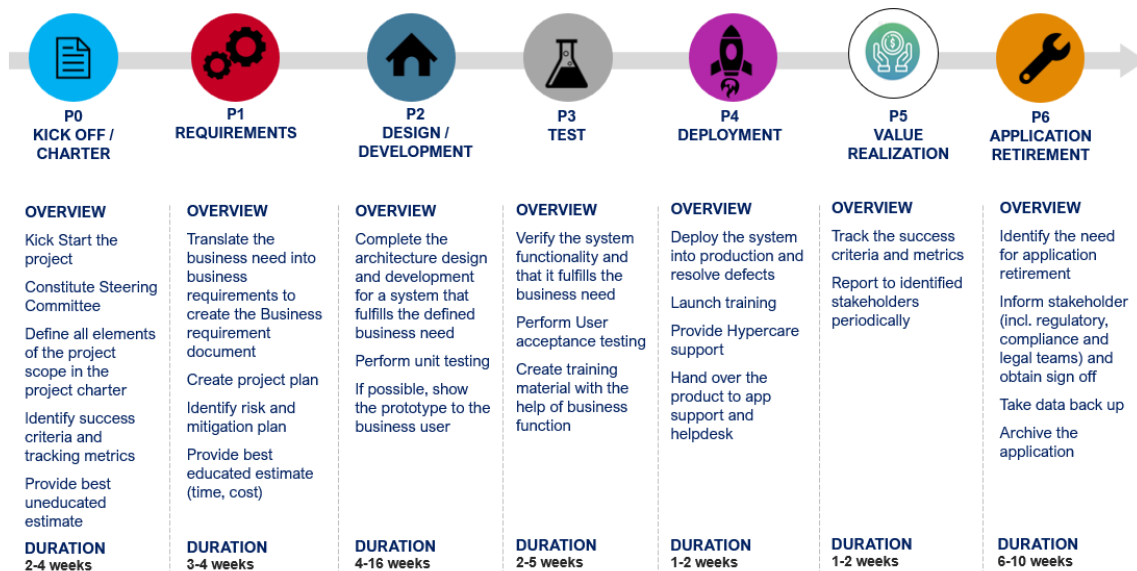 P0
KICK OFF /
CHARTER
P1
REQUIREMENTS
P2
DESIGN /
DEVELOPMENT
P3
TEST
P4
DEPLOYMENT
P5
VALUE
REALIZATION
P6
APPLICATION
RETIREMENT
OVERVIEW
Kick Start the
project
Constitute Steering
Committee
Define all elements
of the project
scope in the
project charter
Identify success
criteria and
tracking metrics
Provide best
uneducated
estimate
DURATION
2-4 weeks
OVERVIEW
Translate the
business need into
business
requirements to
create the Business
requirement
document
Create project plan
Identify risk and
mitigation plan
Provide best
educated estimate
(time, cost)
DURATION
3-4 weeks
OVERVIEW
Complete the
architecture design
and development
for a system that
fulfills the defined
business need
Perform unit testing
If possible, show
the prototype to the
business user
DURATION
4-16 weeks
OVERVIEW
Verify the system
functionality and
that it fulfills the
business need
Perform User
acceptance testing
Create training
material with the
help of business
function
DURATION
2-5 weeks
OVERVIEW
Deploy the system
into production and
resolve defects
Launch training
Provide Hypercare
support
Hand over the
product to app
support and
helpdesk
DURATION
1-2 weeks
OVERVIEW
Track the success
criteria and metrics
Report to identified
stakeholders
periodically
DURATION
1-2 weeks
OVERVIEW
Identify the need
for application
retirement
Inform stakeholder
(incl. regulatory,
compliance and
legal teams) and
obtain sign off
Take data back up
Archive the
application
DURATION
6-10 weeks